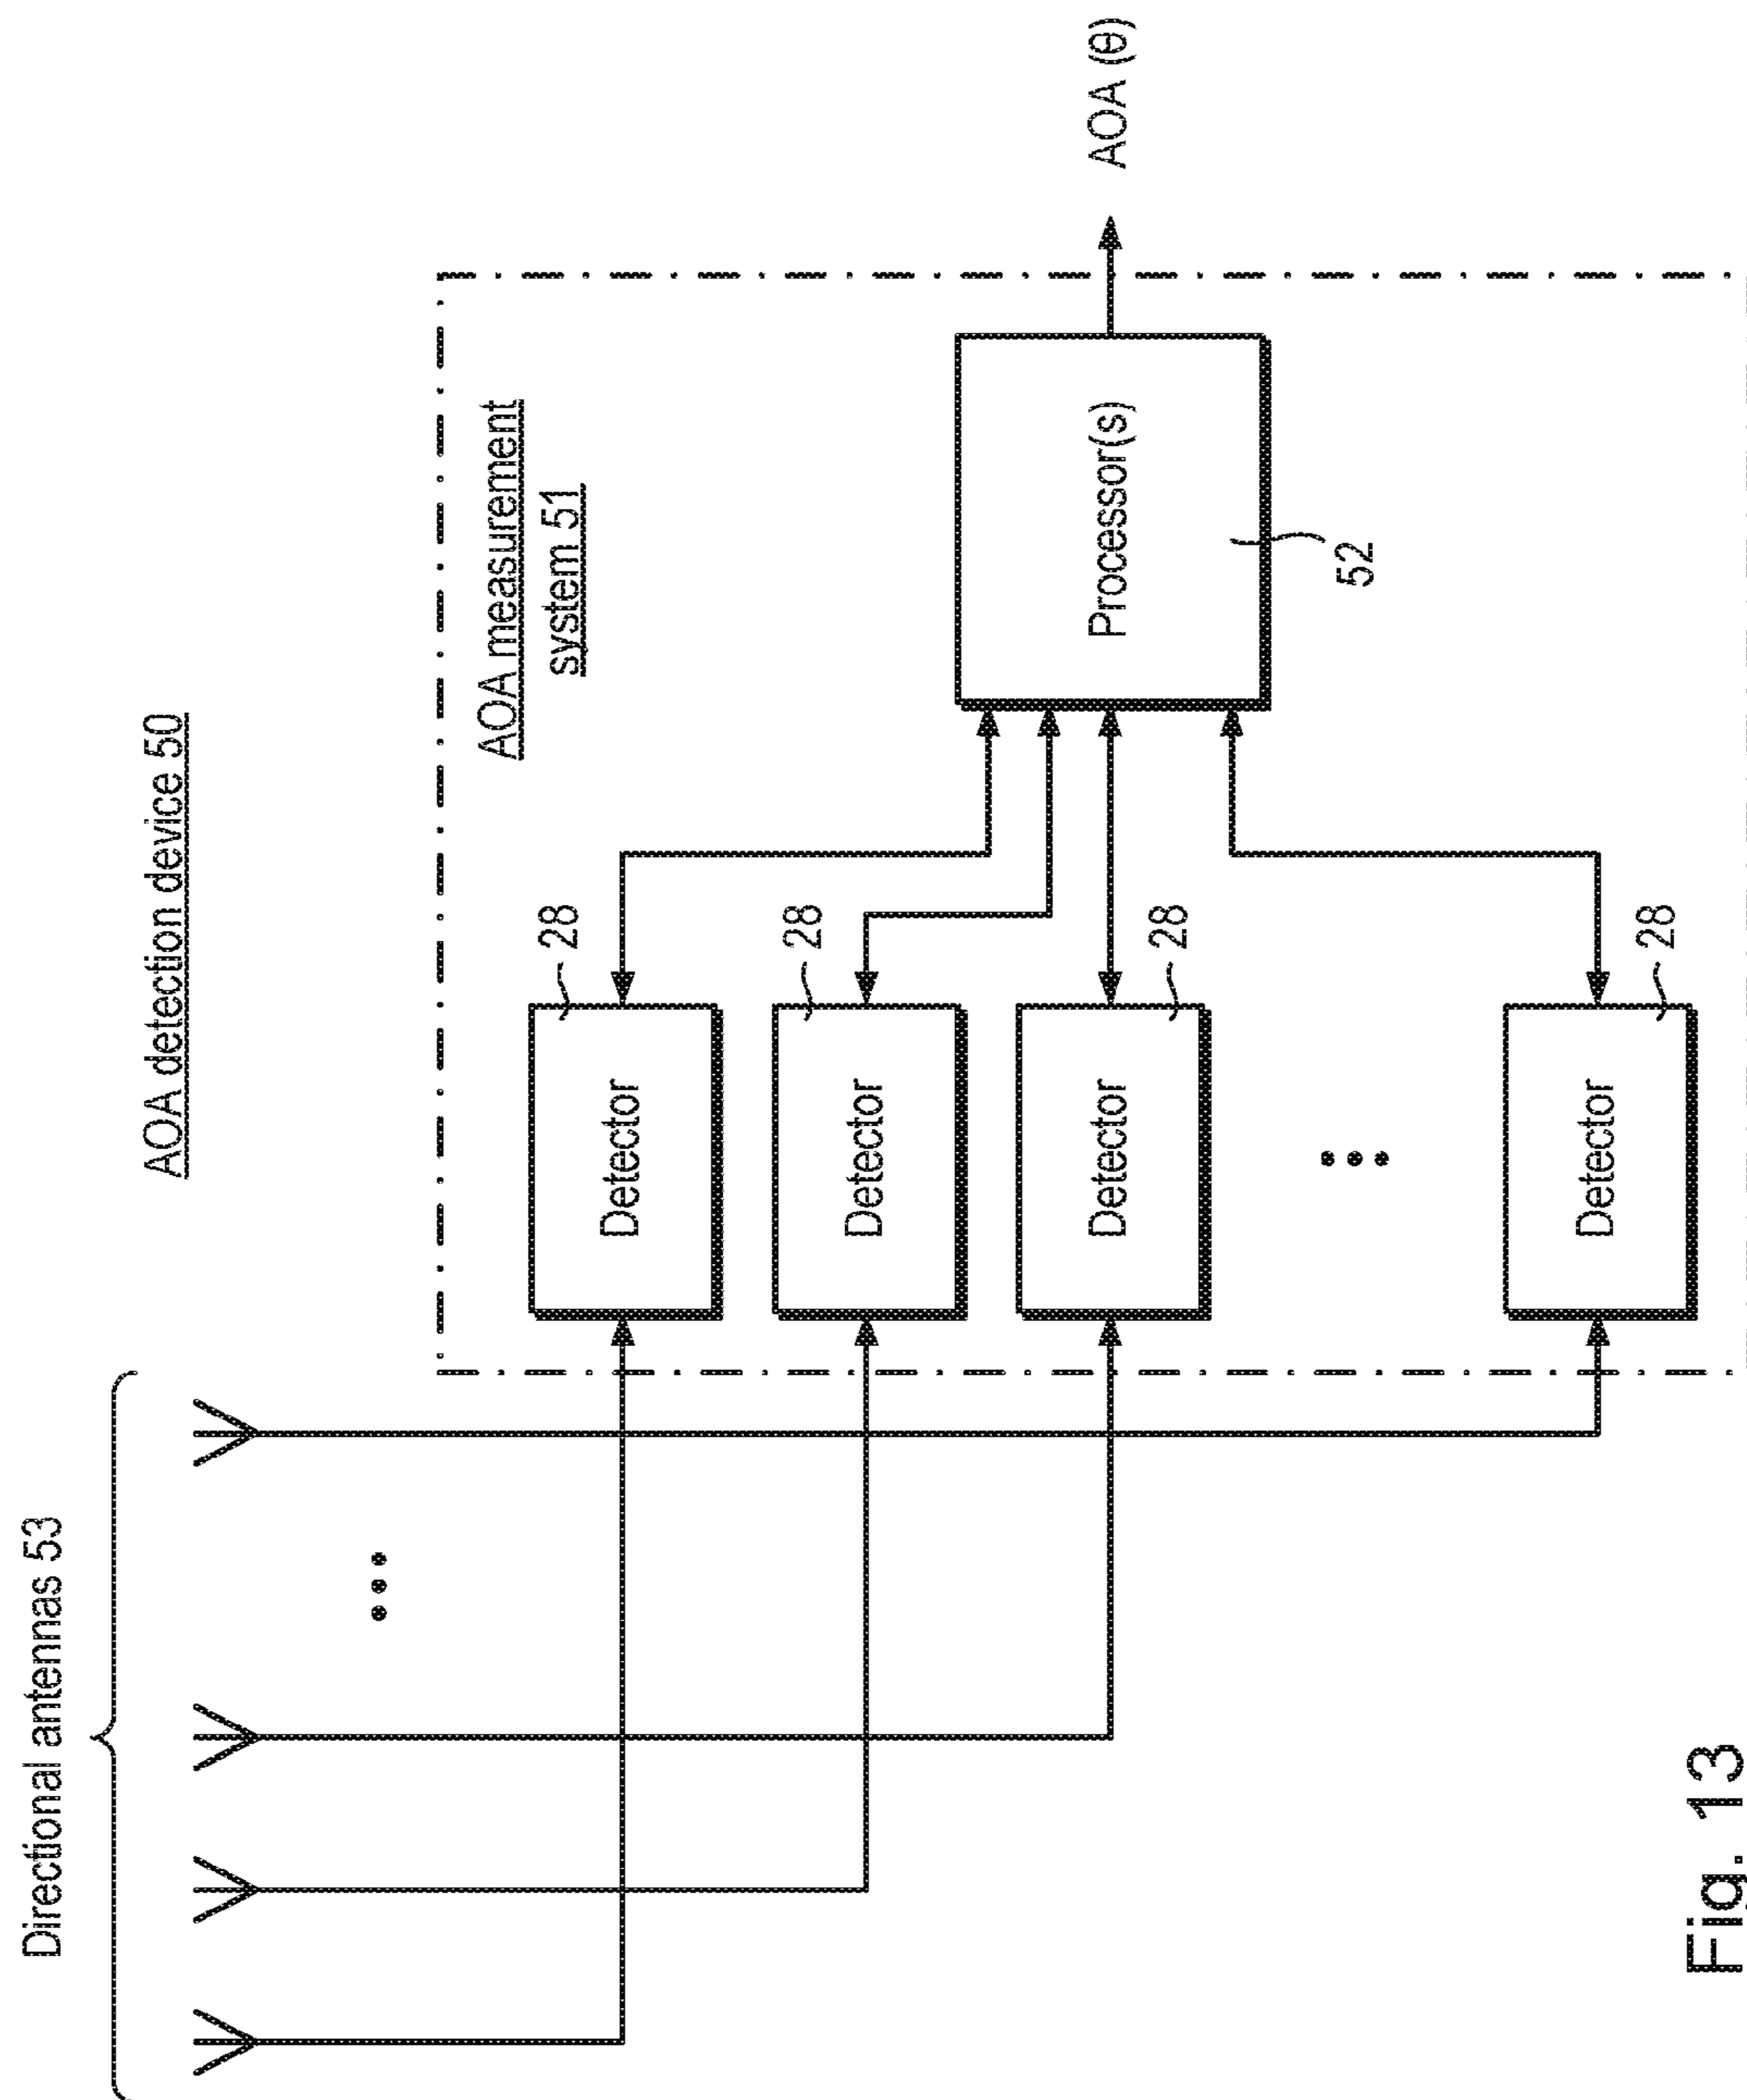 Directional antennas 53
AOA detection device 50
AOA measurement
system 51
Detector
28
Detector
28
Detector
28
Detector
28
Processor(s)
52
AOA (θ)
Fig. 13